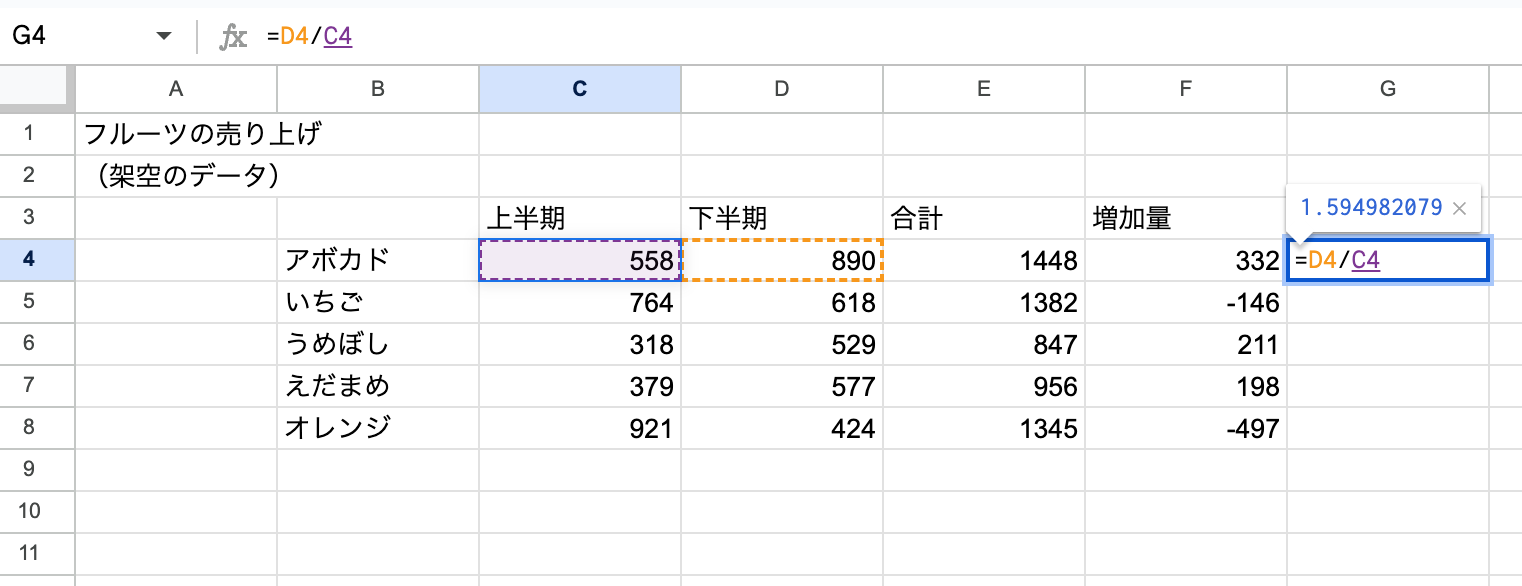 G4 fx =D4/C4
A B C D E F G
1 フルーツの売り上げ
2 （架空のデータ）
3 上半期 下半期 合計 増加量
1.594982079 ×
4 アボカド 558 890 1448 332 =D4/C4
5 いちご 764 618 1382 -146
6 うめぼし 318 529 847 211
7 えだまめ 379 577 956 198
8 オレンジ 921 424 1345 -497
9
10
11